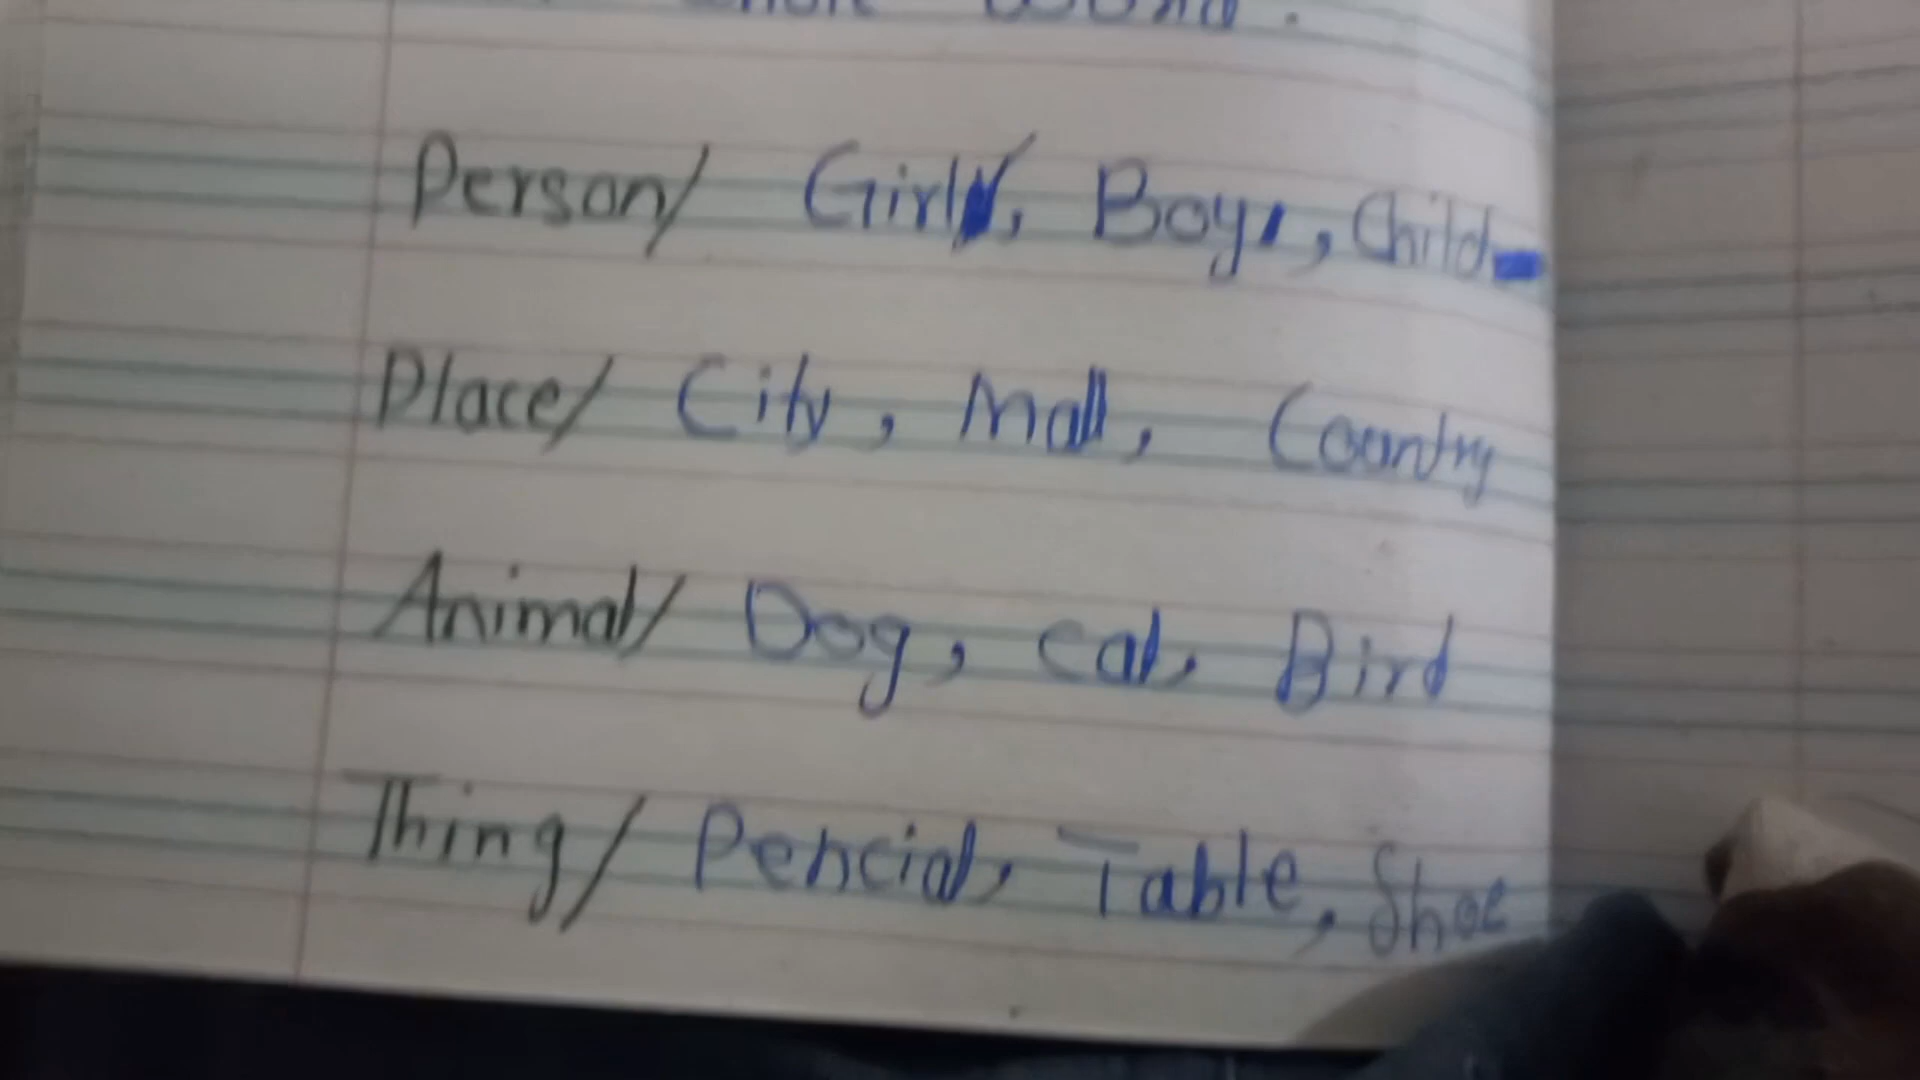 Person/ Girl, Boy, Child
Place/ City, Mall, Country
Animal/ Dog, Cat, Bird
Thing/ Pencial, Table, Shoe